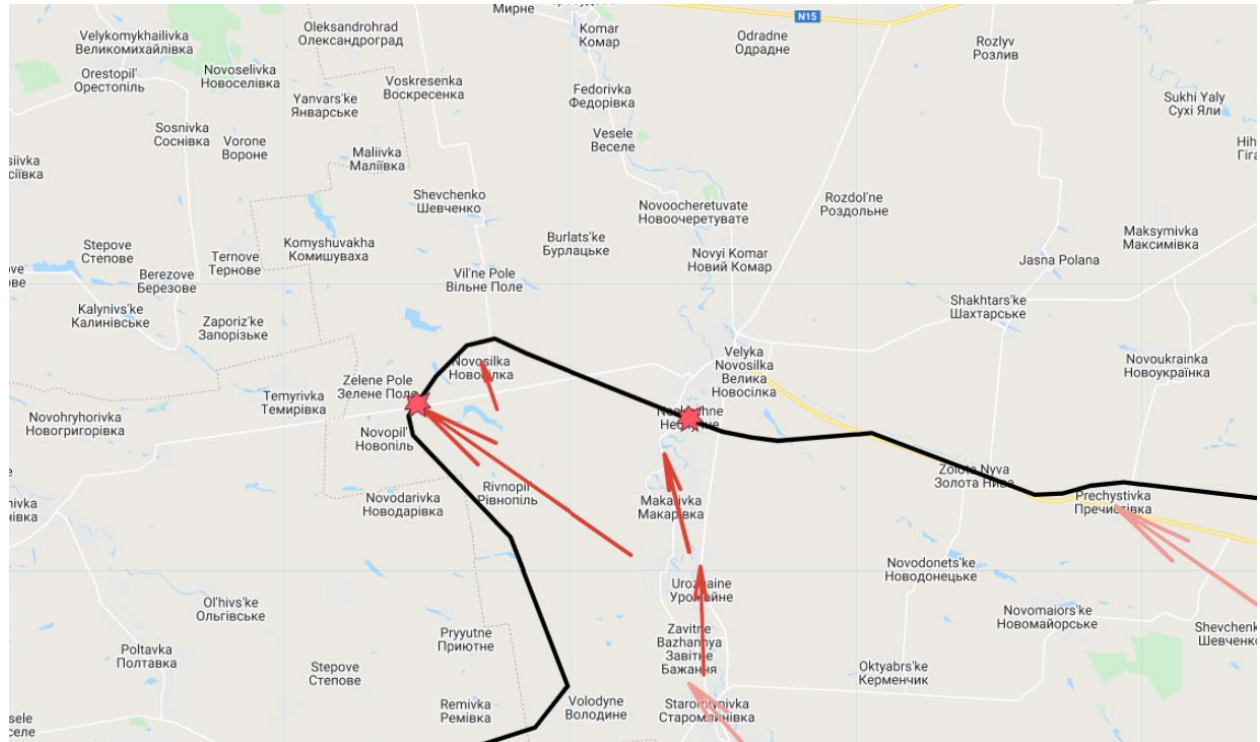 Мирне
N15
Komar
Комар
Odradne
Одрадне
Rozlyv
Розлив
Oleksandrohrad
Олександроград
Velykomykhailivka
Великомихайлівка
Orestopil'
Орестопіль
Novoselivka
Новоселівка
Voskresenka
Воскресенка
Yanvars'ke
Январське
Fedorivka
Федорівка
Sukhi Yaly
Сухі Яли
Sosnivka
Соснівка
Vorone
Вороне
Vesele
Веселе
Maliivka
Маліївка
Shevchenko
Шевченко
Novoocheretuvate
Новоочеретувате
Rozdol'ne
Роздольне
Maksymivka
Максимівка
Stepove
Степове
Ternove
Тернове
Komyshuvakha
Комишуваха
Burlats'ke
Бурлацьке
Novyi Komar
Новий Комар
Jasna Polana
Berezove
Березове
Vil'ne Pole
Вільне Поле
Kalynivs'ke
Калинівське
Zaporiz'ke
Запорізьке
Shakhtars'ke
Шахтарське
Novosilka
Velyka
Novosilka
Велика
Новосілка
Novoukrainka
Новоукраїнка
Zelene Pole
Зелене Поле
Temyrivka
Темирівка
Novohryhorivka
Новогригорівка
Novopil'
Новопіль
Zolota Nyva
Золота Нива
Prechystivka
Пречистівка
Rivnopil'
Рівнопіль
Novodarivka
Новодарівка
Makarivka
Макарівка
Novodonets'ke
Новодонецьке
Urozhaine
Урожайне
Ol'hivs'ke
Ольгівське
Novomaiors'ke
Новомайорське
Zavitne
Bazhannya
Завітне
Бажання
Shevchenk
Шевченк
Pryyutne
Приютне
Poltavka
Полтавка
Stepove
Степове
Oktyabrs'ke
Керменчик
Remivka
Ремівка
Volodyne
Володине
Staromlynivka
Старомлинівка